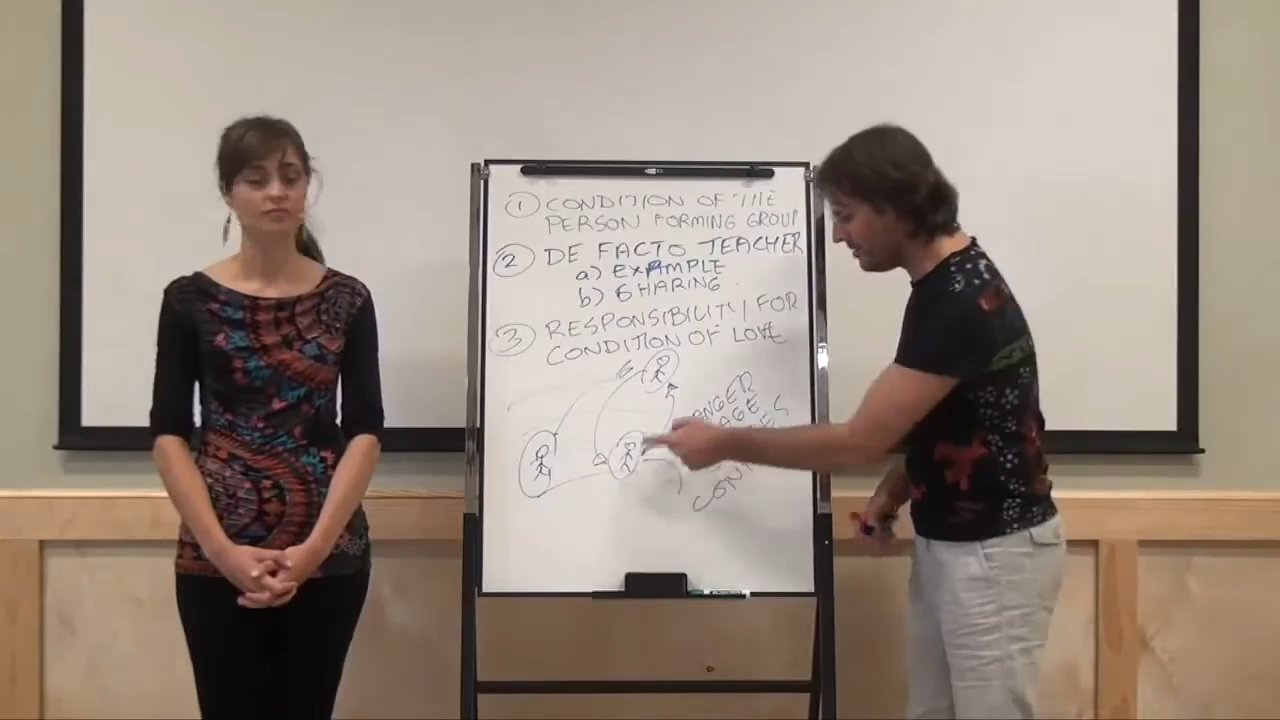 ① CONDITION OF THE
PERSON FORMING GROUP
② DE FACTO TEACHER
a) EXAMPLE
b) SHARING
③ RESPONSIBILITY FOR
CONDITION OF LOVE